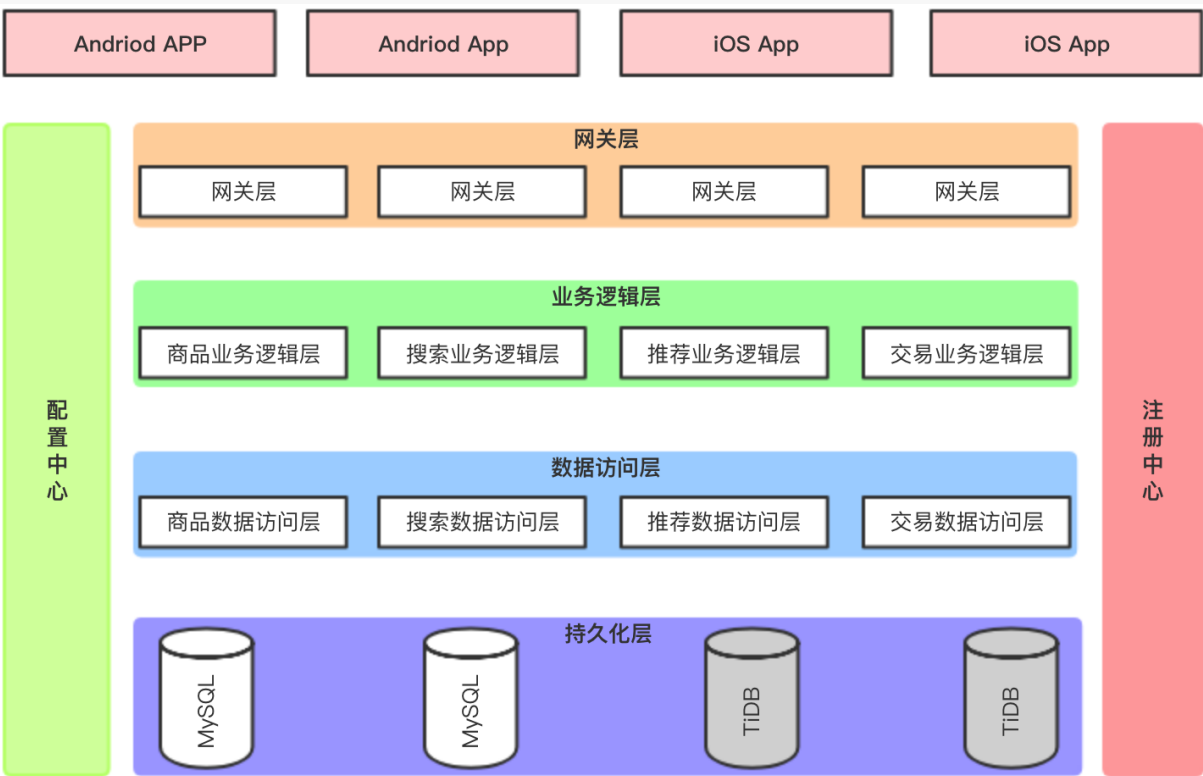 Andriod APP
Andriod App
iOS App
iOS App
网关层
网关层
网关层
网关层
网关层
业务逻辑层
商品业务逻辑层
搜索业务逻辑层
推荐业务逻辑层
交易业务逻辑层
配置中心
注册中心
数据访问层
商品数据访问层
搜索数据访问层
推荐数据访问层
交易数据访问层
持久化层
MySQL
MySQL
TiDB
TiDB